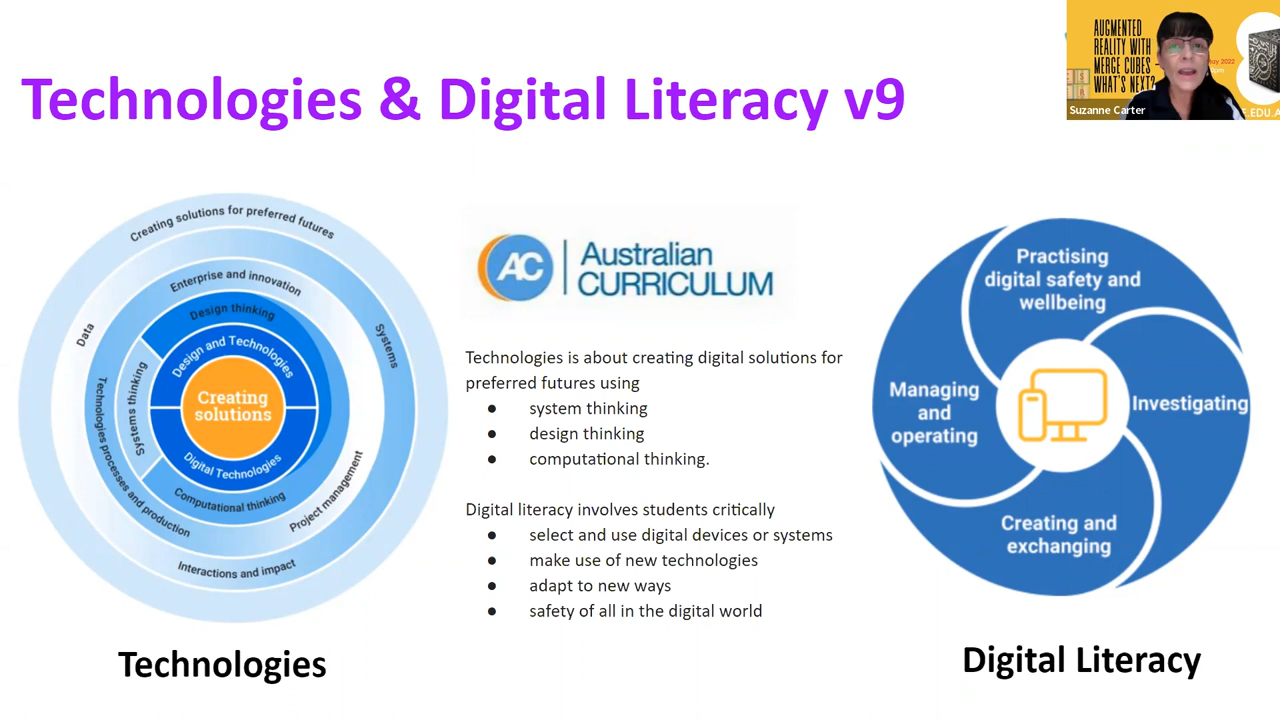 Technologies & Digital Literacy v9
AUGMENTED
REALITY WITH
MERGE CUBES -
WHAT'S NEXT?
May 2022
E.EDU.A
Suzanne Carter
Creating solutions for preferred futures
Enterprise and innovation
Design thinking
Design and Technologies
Creating
solutions
Digital Technologies
Computational thinking
Systems thinking
Data
Systems
Technologies processes and production
Project management
Interactions and impact
Technologies
AC
Australian
CURRICULUM
Technologies is about creating digital solutions for
preferred futures using
● system thinking
● design thinking
● computational thinking.
Digital literacy involves students critically
● select and use digital devices or systems
● make use of new technologies
● adapt to new ways
● safety of all in the digital world
Practising
digital safety and
wellbeing
Investigating
Creating and
exchanging
Managing
and
operating
Digital Literacy